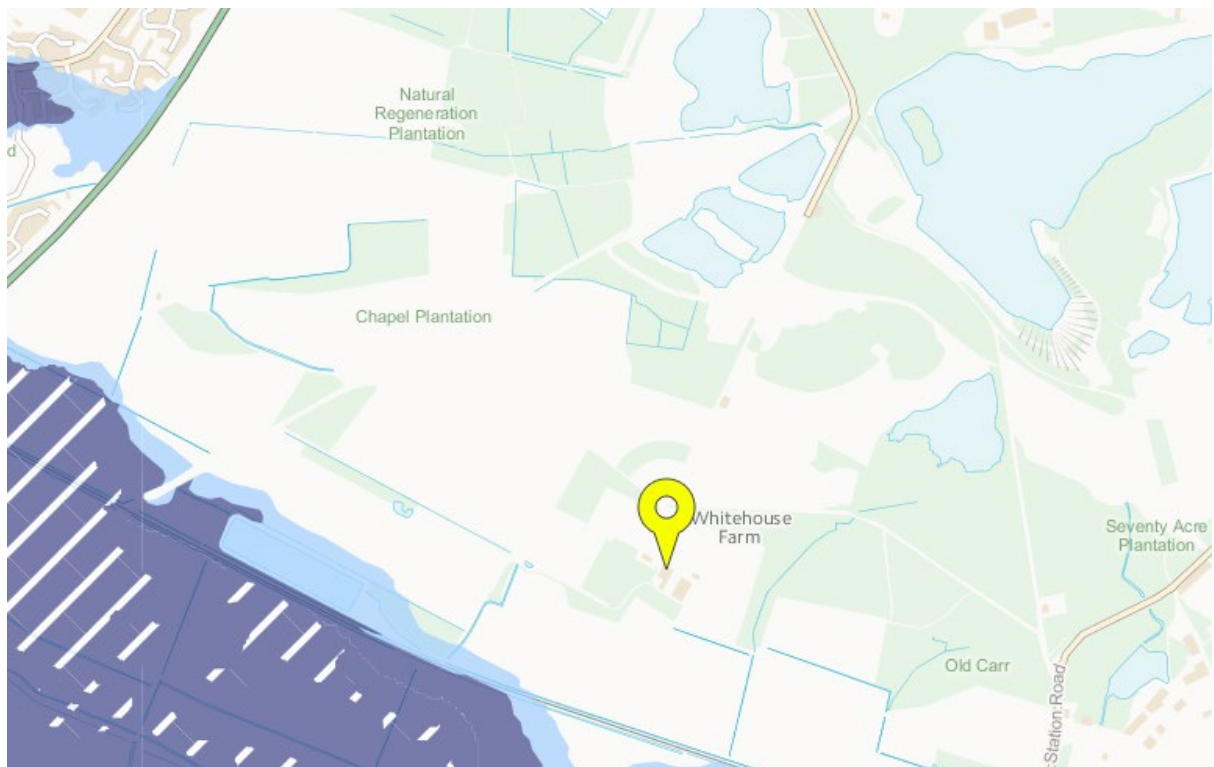 Natural
Regeneration
Plantation
d
Chapel Plantation
Whitehouse
Farm
Seventy Acre
Plantation
Old Carr
Station Road